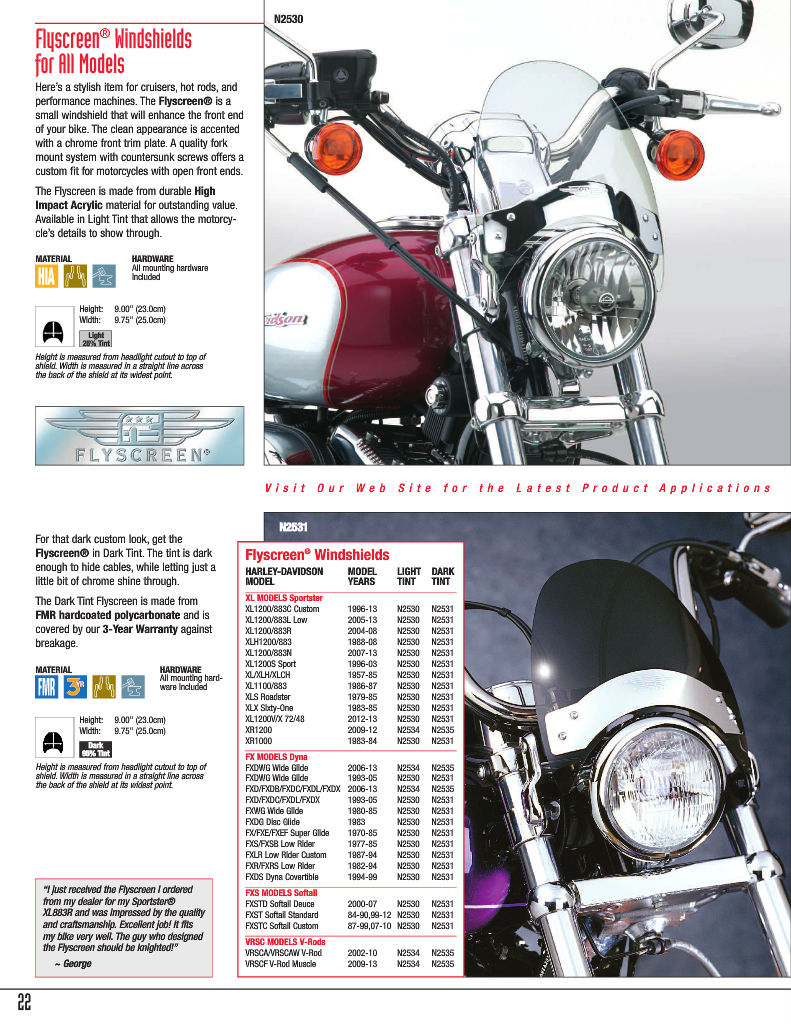 N2530
Flyscreen® Windshields
for All Models
Here's a stylish item for cruisers, hot rods, and
performance machines. The Flyscreen® is a
small windshield that will enhance the front end
of your bike. The clean appearance is accented
with a chrome front trim plate. A quality fork
mount system with countersunk screws offers a
custom fit for motorcycles with open front ends.
The Flyscreen is made from durable High
Impact Acrylic material for outstanding value.
Available in Light Tint that allows the motorcy-
cle's details to show through.
MATERIAL
HIA
HARDWARE
All mounting hardware
included
Height: 9.00" (23.0cm)
Width: 9.75" (25.0cm)
Light
25% Tint
Height is measured from headlight cutout to top of
shield. Width is measured in a straight line across
the back of the shield at its widest point.
FLYSCREEN®
Visit Our Web Site for the Latest Product Applications
For that dark custom look, get the
Flyscreen® in Dark Tint. The tint is dark
enough to hide cables, while letting just a
little bit of chrome shine through.
The Dark Tint Flyscreen is made from
FMR hardcoated polycarbonate and is
covered by our 3-Year Warranty against
breakage.
MATERIAL
FMR 3YR
HARDWARE
All mounting hard-
ware included
Height: 9.00" (23.0cm)
Width: 9.75" (25.0cm)
Dark
95% Tint
Height is measured from headlight cutout to top of
shield. Width is measured in a straight line across
the back of the shield at its widest point.
"I just received the Flyscreen I ordered
from my dealer for my Sportster®
XL883R and was impressed by the quality
and craftsmanship. Excellent job! It fits
my bike very well. The guy who designed
the Flyscreen should be knighted!"
~ George
N2531
Flyscreen® Windshields
HARLEY-DAVIDSON MODEL LIGHT DARK
MODEL YEARS TINT TINT
XL MODELS Sportster
XL1200/883C Custom 1996-13 N2530 N2531
XL1200/883L Low 2005-13 N2530 N2531
XL1200/883R 2004-08 N2530 N2531
XLH1200/883 1988-08 N2530 N2531
XL1200/883N 2007-13 N2530 N2531
XL1200S Sport 1996-03 N2530 N2531
XL/XLH/XLCH 1957-85 N2530 N2531
XL1100/883 1986-87 N2530 N2531
XLS Roadster 1979-85 N2530 N2531
XLX Sixty-One 1983-85 N2530 N2531
XL1200V/X 72/48 2012-13 N2530 N2531
XR1200 2009-12 N2534 N2535
XR1000 1983-84 N2530 N2531
FX MODELS Dyna
FXDWG Wide Glide 2006-13 N2534 N2535
FXDWG Wide Glide 1993-05 N2530 N2531
FXD/FXDB/FXDC/FXDL/FXDX 2006-13 N2534 N2535
FXD/FXDC/FXDL/FXDX 1993-05 N2530 N2531
FXWG Wide Glide 1980-85 N2530 N2531
FXDG Disc Glide 1983 N2530 N2531
FX/FXE/FXEF Super Glide 1970-85 N2530 N2531
FXS/FXSB Low Rider 1977-85 N2530 N2531
FXLR Low Rider Custom 1987-94 N2530 N2531
FXR/FXRS Low Rider 1982-94 N2530 N2531
FXDS Dyna Covertible 1994-99 N2530 N2531
FXS MODELS Softail
FXSTD Softail Deuce 2000-07 N2530 N2531
FXST Softail Standard 84-90,99-12 N2530 N2531
FXSTC Softail Custom 87-99,07-10 N2530 N2531
VRSC MODELS V-Rods
VRSCA/VRSCAW V-Rod 2002-10 N2534 N2535
VRSCF V-Rod Muscle 2009-13 N2534 N2535
22